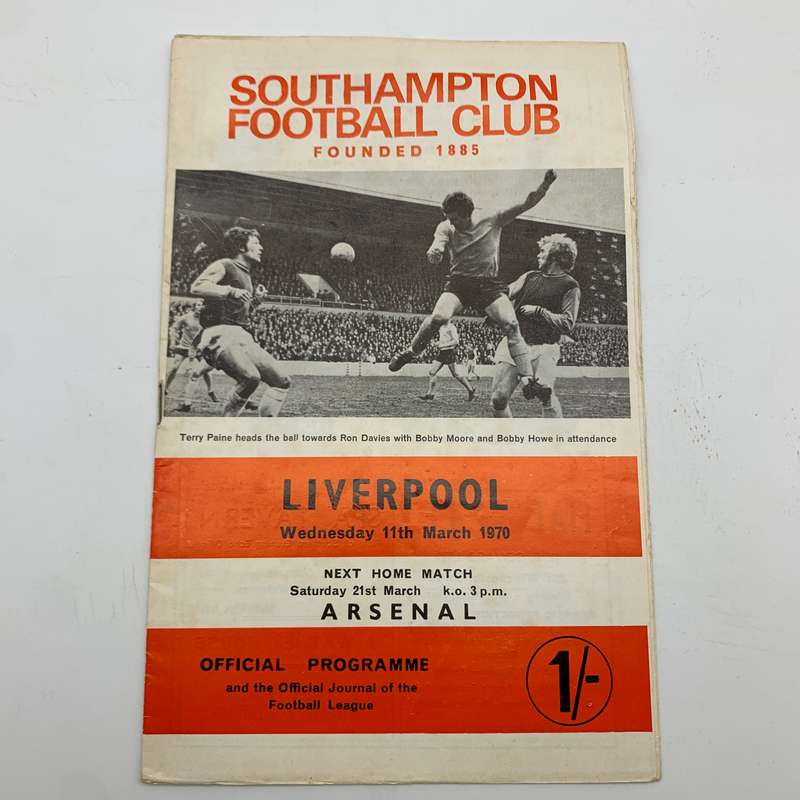 SOUTHAMPTON
FOOTBALL CLUB
FOUNDED 1885
Terry Paine heads the ball towards Ron Davies with Bobby Moore and Bobby Howe in attendance
LIVERPOOL
Wednesday 11th March 1970
NEXT HOME MATCH
Saturday 21st March k.o. 3 p.m.
ARSENAL
OFFICIAL PROGRAMME
and the Official Journal of the
Football League
1/-